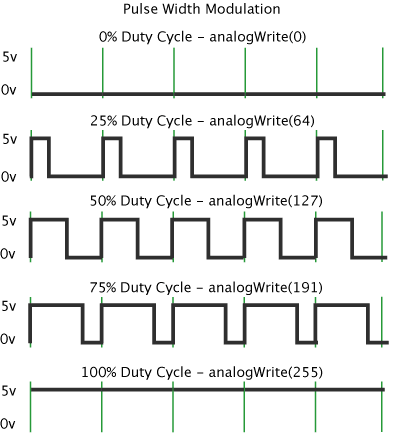 Pulse Width Modulation
0% Duty Cycle – analogWrite(0)
5v
0v
25% Duty Cycle – analogWrite(64)
5v
0v
50% Duty Cycle – analogWrite(127)
5v
0v
75% Duty Cycle – analogWrite(191)
5v
0v
100% Duty Cycle – analogWrite(255)
5v
0v